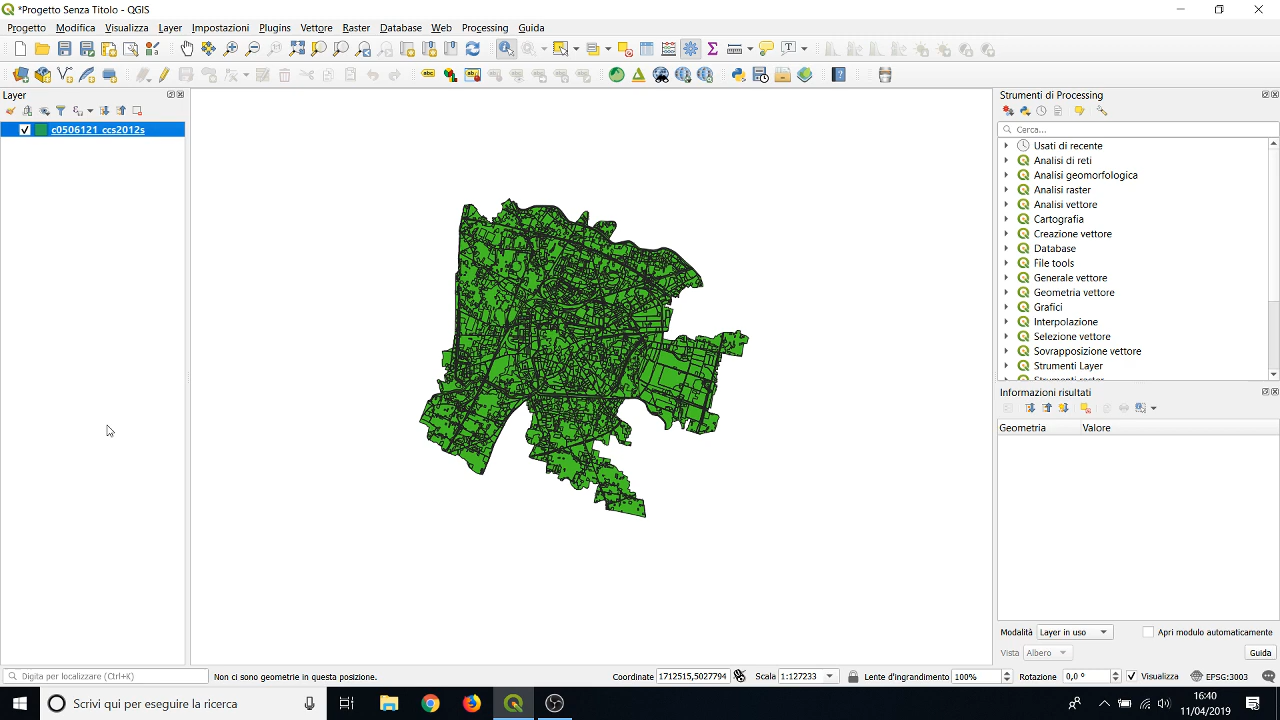 *Progetto Senza Titolo - QGIS
Progetto Modifica Visualizza Layer Impostazioni Plugins Vettore Raster Database Web Processing Guida
Layer
c0506121_ccs2012s
Strumenti di Processing
Cerca...
Usati di recente
Analisi di reti
Analisi geomorfologica
Analisi raster
Analisi vettore
Cartografia
Creazione vettore
Database
File tools
Generale vettore
Geometria vettore
Grafici
Interpolazione
Selezione vettore
Sovrapposizione vettore
Strumenti Layer
Strumenti raster
Informazioni risultati
Geometria Valore
Modalità Layer in uso Apri modulo automaticamente
Vista Albero Guida
Digita per localizzare (Ctrl+K) Non ci sono geometrie in questa posizione. Coordinate 1712515,5027794 Scala 1:127233 Lente d'ingrandimento 100% Rotazione 0,0 ° Visualizza EPSG:3003
Scrivi qui per eseguire la ricerca
16:40
11/04/2019